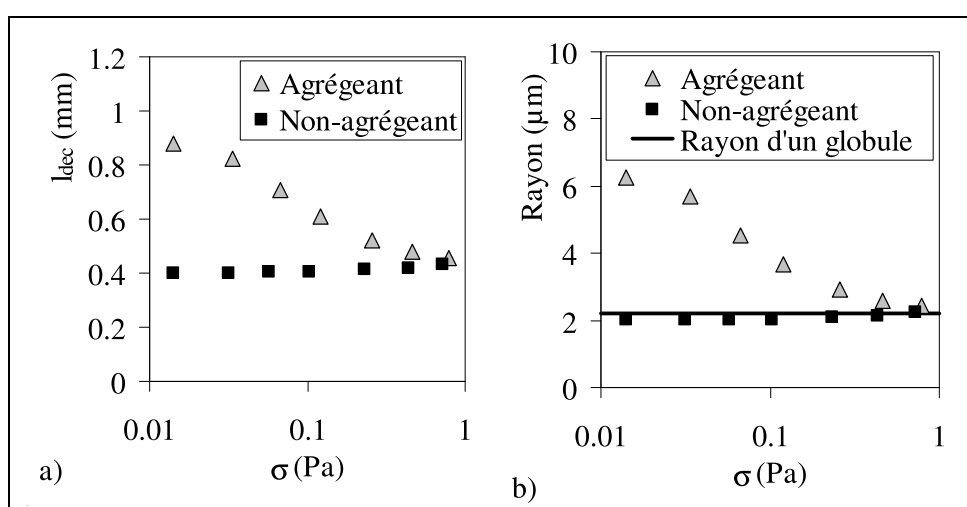 1.2
1
0.8
0.6
0.4
0.2
0
l_dec (mm)
Agrégeant
Non-agrégeant
0.01
0.1
1
σ (Pa)
a)
10
8
6
4
2
0
Rayon (µm)
Agrégeant
Non-agrégeant
Rayon d'un globule
0.01
0.1
1
σ (Pa)
b)